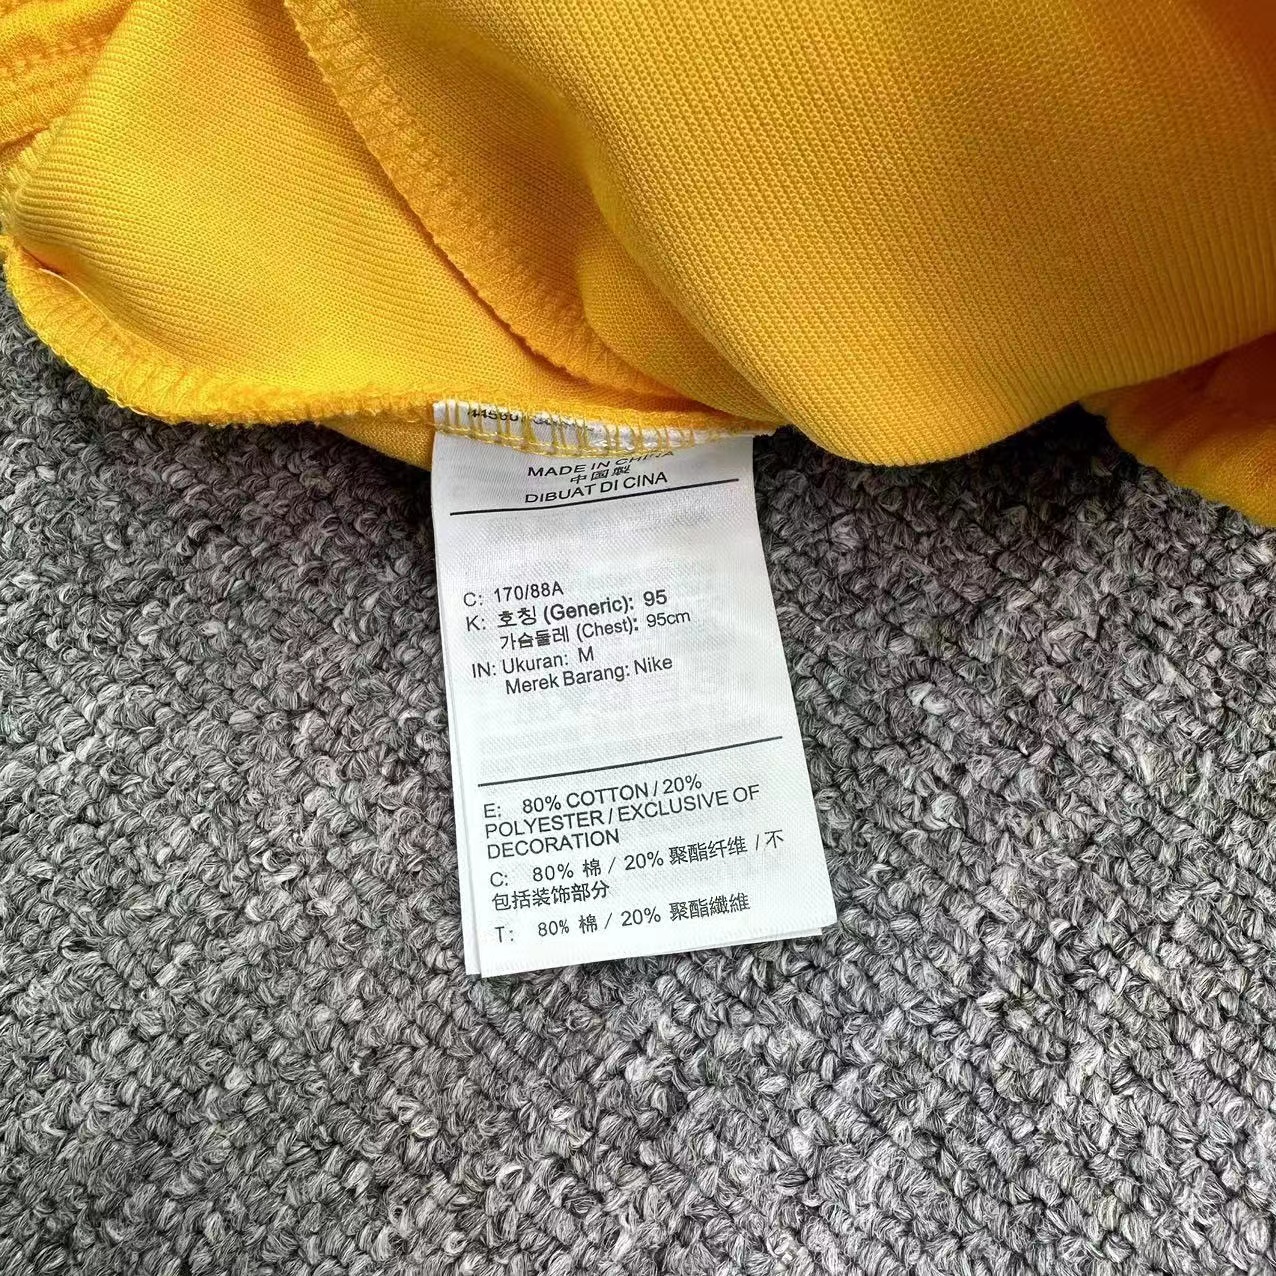 MADE IN CHINA
中國製
DIBUAT DI CINA
C: 170/88A
K: 호칭 (Generic): 95
가슴둘레 (Chest): 95cm
IN: Ukuran: M
Merek Barang: Nike
E: 80% COTTON / 20%
POLYESTER / EXCLUSIVE OF
DECORATION
C: 80% 棉 / 20% 聚酯纤维 / 不
包括装饰部分
T: 80% 棉 / 20% 聚酯纖維